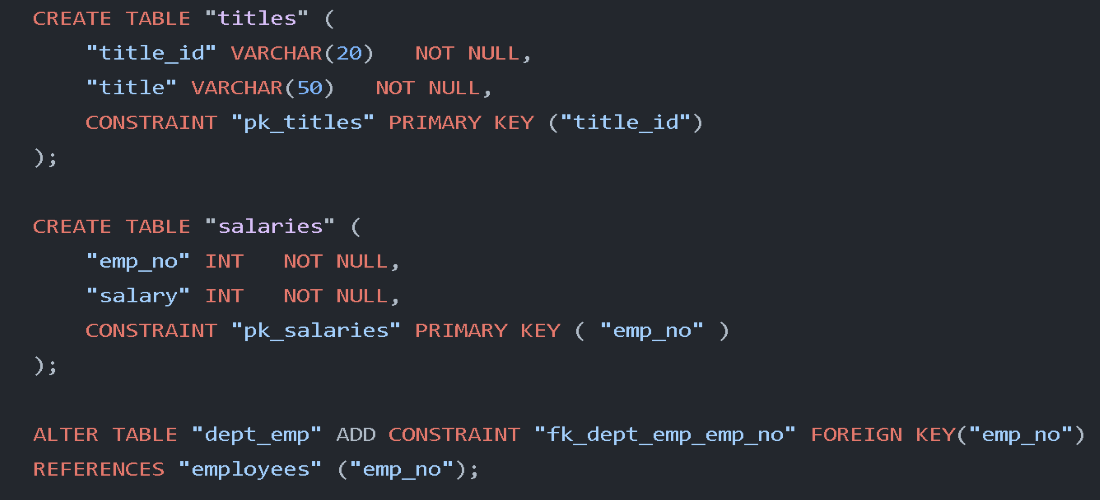 CREATE TABLE "titles" (
    "title_id" VARCHAR(20)   NOT NULL,
    "title" VARCHAR(50)   NOT NULL,
    CONSTRAINT "pk_titles" PRIMARY KEY ("title_id")
);

CREATE TABLE "salaries" (
    "emp_no" INT   NOT NULL,
    "salary" INT   NOT NULL,
    CONSTRAINT "pk_salaries" PRIMARY KEY ( "emp_no" )
);

ALTER TABLE "dept_emp" ADD CONSTRAINT "fk_dept_emp_emp_no" FOREIGN KEY("emp_no")
REFERENCES "employees" ("emp_no");